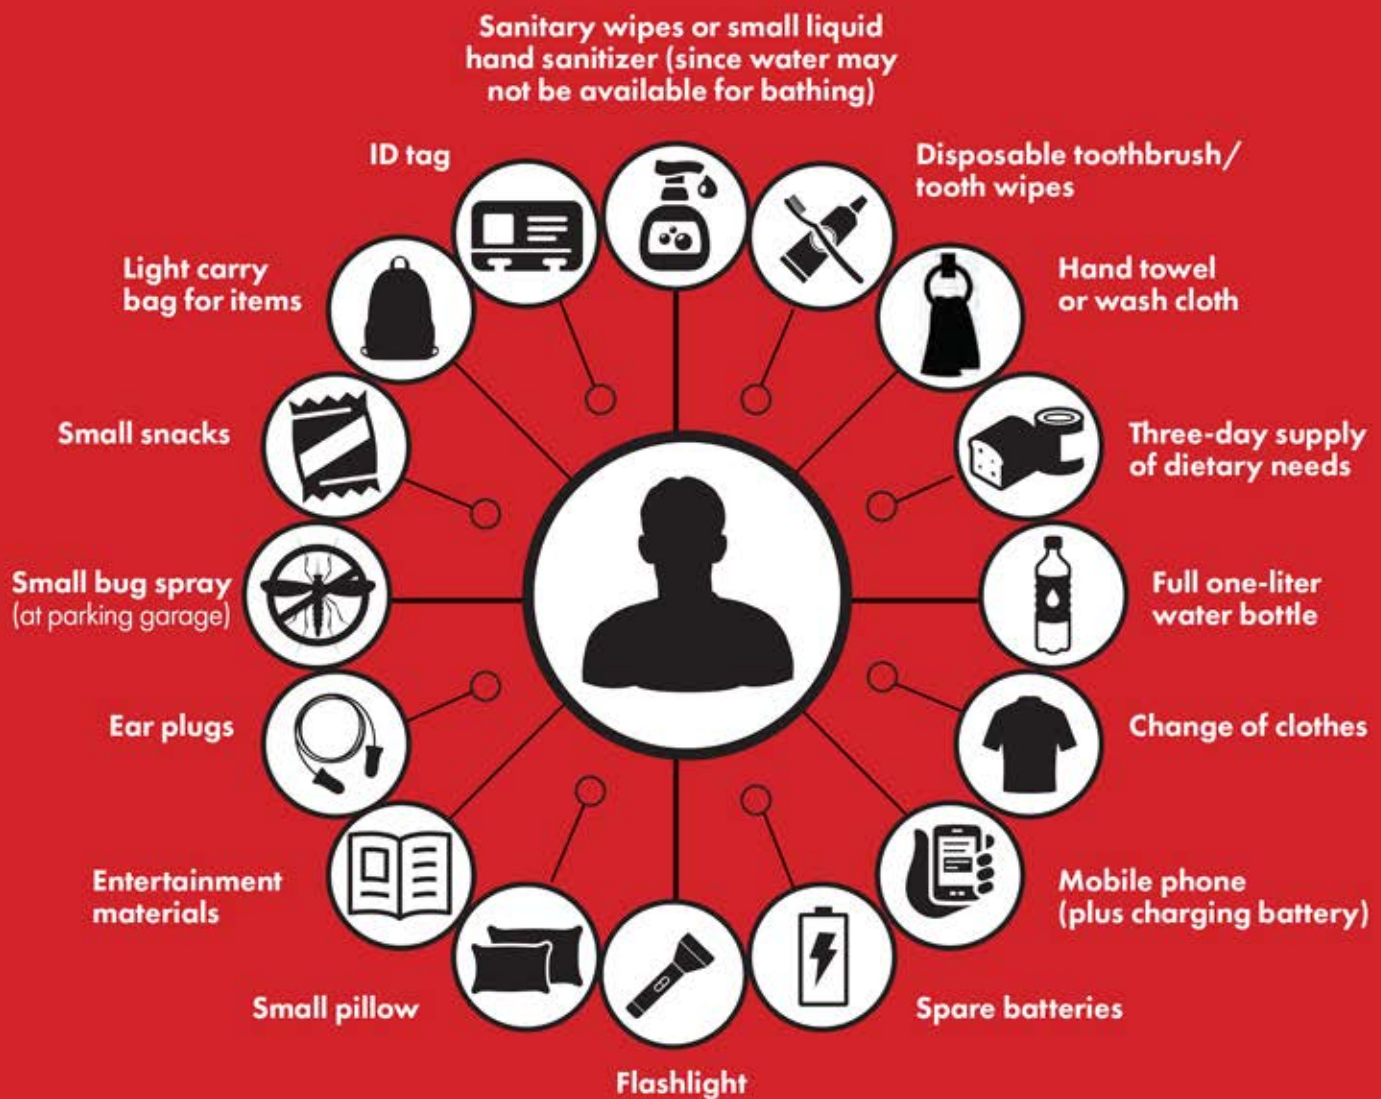 Sanitary wipes or small liquid
hand sanitizer (since water may
not be available for bathing)
Disposable toothbrush/
tooth wipes
Hand towel
or wash cloth
Three-day supply
of dietary needs
Full one-liter
water bottle
Change of clothes
Mobile phone
(plus charging battery)
Spare batteries
Flashlight
Small pillow
Entertainment
materials
Ear plugs
Small bug spray
(at parking garage)
Small snacks
Light carry
bag for items
ID tag